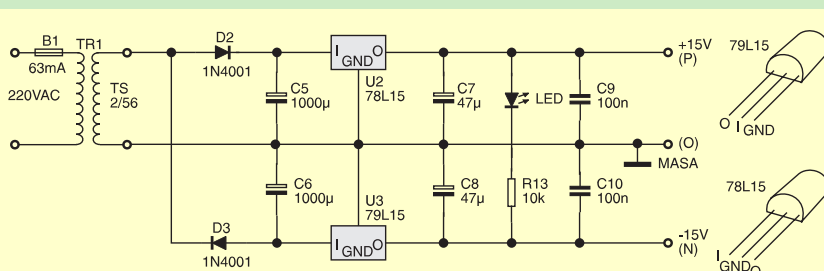 B1
63mA
TR1
220VAC
TS
2/56
D2
1N4001
C5
1000µ
I
O
GND
U2
78L15
C7
47µ
LED
C9
100n
+15V
(P)
79L15
O I GND
(O)
MASA
C6
1000µ
D3
1N4001
U3
79L15
I
O
GND
C8
47µ
R13
10k
C10
100n
-15V
(N)
78L15
I
GND
O